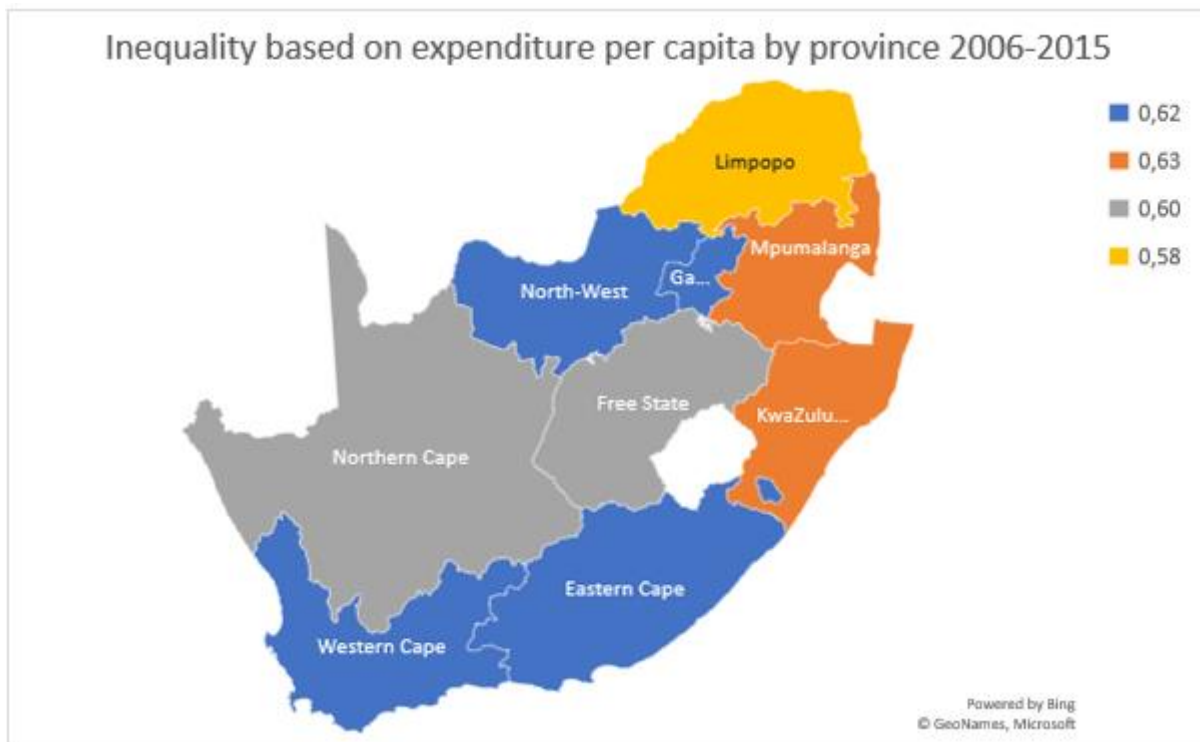 Inequality based on expenditure per capita by province 2006-2015
0,62
0,63
0,60
0,58
Limpopo
Mpumalanga
Ga...
North-West
Free State
KwaZulu...
Northern Cape
Eastern Cape
Western Cape
Powered by Bing
© GeoNames, Microsoft